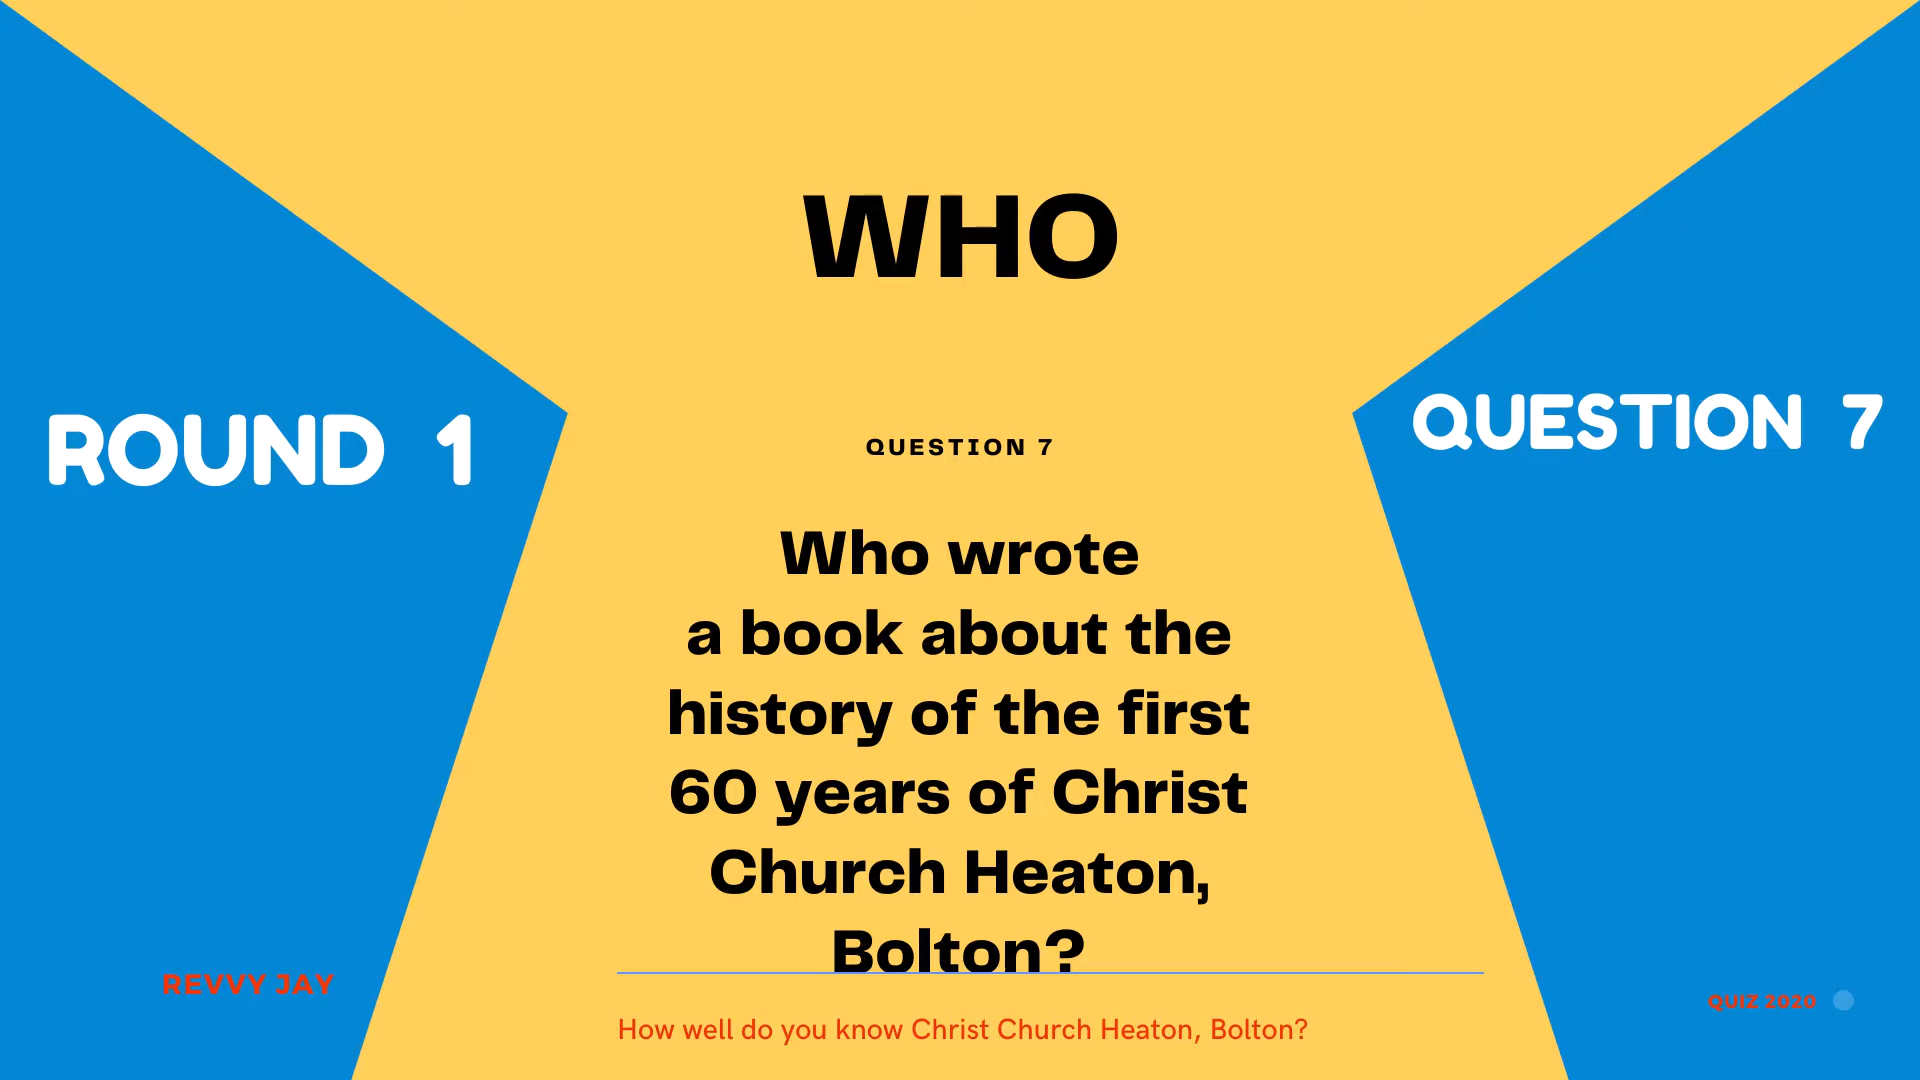 WHO
ROUND 1
QUESTION 7
QUESTION 7
Who wrote
a book about the
history of the first
60 years of Christ
Church Heaton,
Bolton?
REVVY JAY
QUIZ 2020
How well do you know Christ Church Heaton, Bolton?